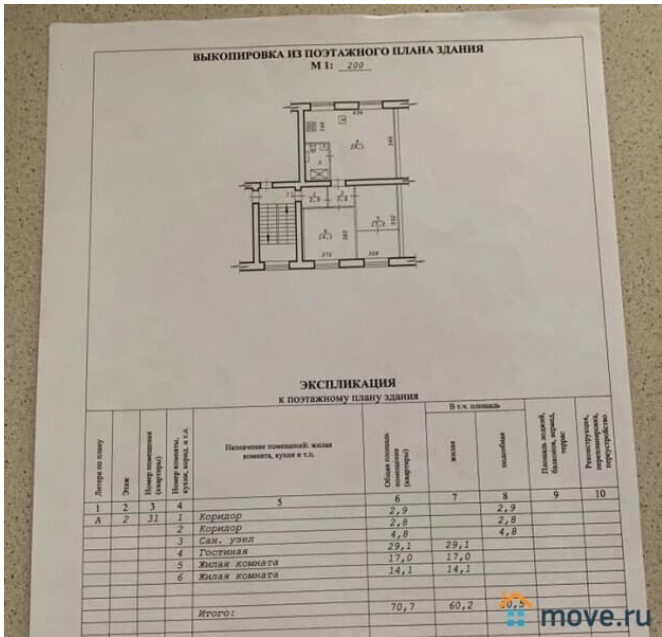 ВЫКОПИРОВКА ИЗ ПОЭТАЖНОГО ПЛАНА ЗДАНИЯ
М 1: 200
ЭКСПЛИКАЦИЯ
к поэтажному плану здания
Литера по плану
Этаж
Номер помещения (квартиры)
Номер комнаты, кухни, корид. и т.п.
Назначение помещений: жилая
комната, кухня и т.п.
Общая площадь помещения (квартиры)
В т.ч. площадь
жилая
подсобная
Площадь лоджий, балконов, веранд, террас
Реконструкция, перепланировка, переустройство
1 2 3 4 5 6 7 8 9 10
А 2 31 1 Коридор 2,9 2,9
2 Коридор 2,8 2,8
3 Сан. узел 4,8 4,8
4 Гостиная 29,1 29,1
5 Жилая комната 17,0 17,0
6 Жилая комната 14,1 14,1
Итого: 70,7 60,2 10,5
move.ru